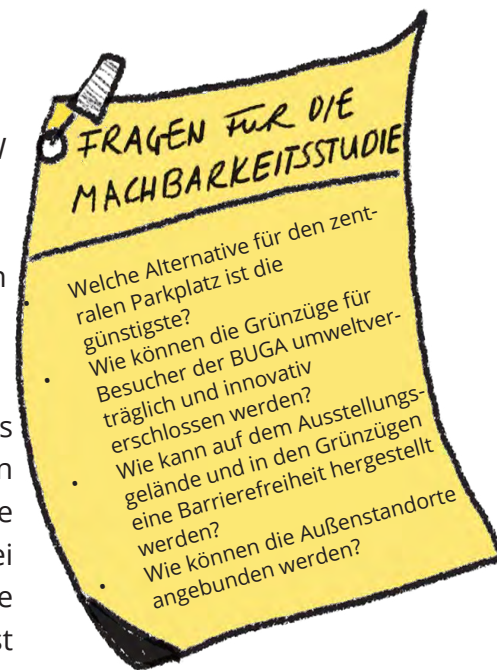 FRAGEN FÜR DIE
MACHBARKEITSSTUDIE
• Welche Alternative für den zent-
ralen Parkplatz ist die
günstigste?
• Wie können die Grünzüge für
Besucher der BUGA umweltver-
träglich und innovativ
erschlossen werden?
• Wie kann auf dem Ausstellungs-
gelände und in den Grünzügen
eine Barrierefreiheit hergestellt
werden?
• Wie können die Außenstandorte
angebunden werden?